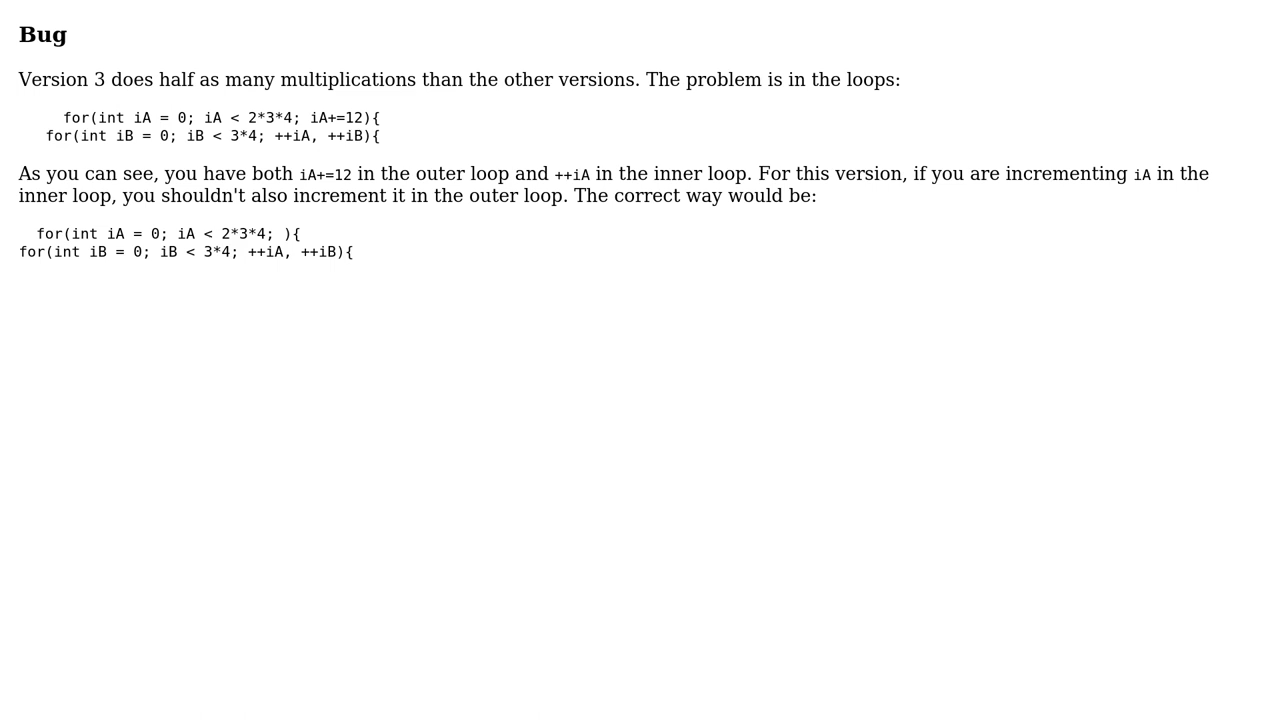 Bug
Version 3 does half as many multiplications than the other versions. The problem is in the loops:
     for(int iA = 0; iA < 2*3*4; iA+=12){
   for(int iB = 0; iB < 3*4; ++iA, ++iB){
As you can see, you have both iA+=12 in the outer loop and ++iA in the inner loop. For this version, if you are incrementing iA in the
inner loop, you shouldn't also increment it in the outer loop. The correct way would be:
  for(int iA = 0; iA < 2*3*4; ){
for(int iB = 0; iB < 3*4; ++iA, ++iB){